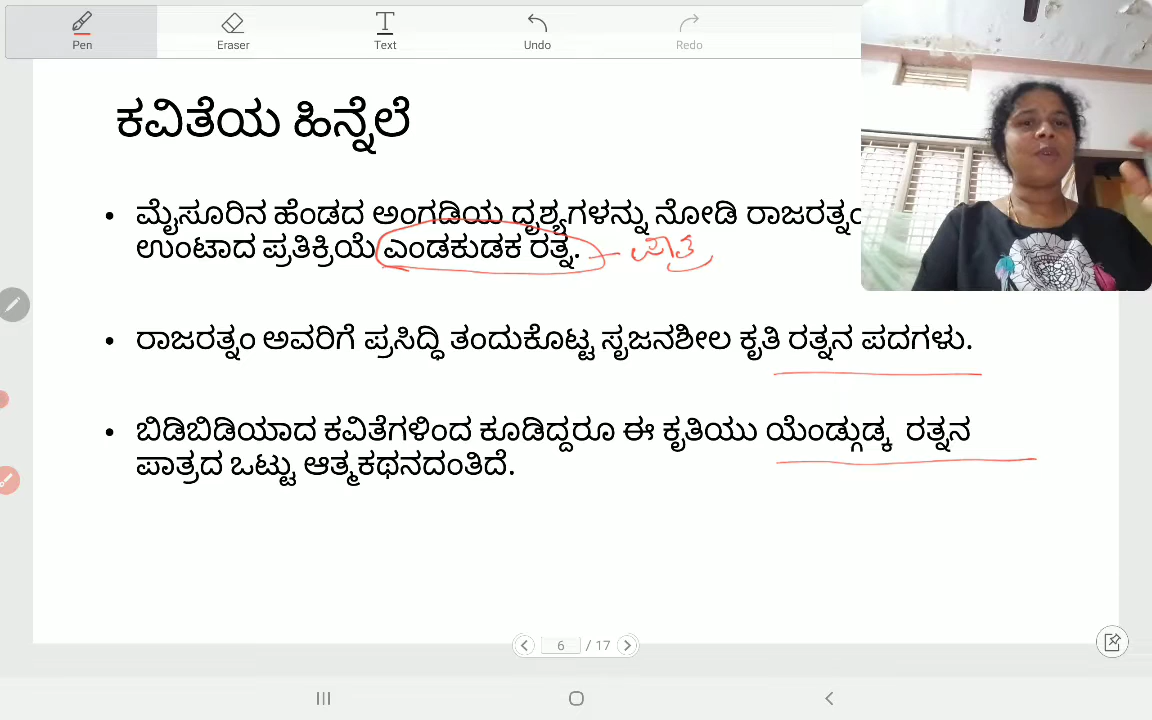 Pen
Eraser
Text
Undo
Redo
ಕವಿತೆಯ ಹಿನ್ನೆಲೆ
• ಮೈಸೂರಿನ ಹೆಂಡದ ಅಂಗಡಿಯ ದೃಶ್ಯಗಳನ್ನು ನೋಡಿ ರಾಜರತ್ನಂ
ಉಂಟಾದ ಪ್ರತಿಕ್ರಿಯೆ ಎಂಡಕುಡಕ ರತ್ನ. – ಪಾತ್ರ
• ರಾಜರತ್ನಂ ಅವರಿಗೆ ಪ್ರಸಿದ್ಧಿ ತಂದುಕೊಟ್ಟ ಸೃಜನಶೀಲ ಕೃತಿ ರತ್ನನ ಪದಗಳು.
• ಬಿಡಿಬಿಡಿಯಾದ ಕವಿತೆಗಳಿಂದ ಕೂಡಿದ್ದರೂ ಈ ಕೃತಿಯು ಯೆಂಡ್ಗುಡ್ಕ ರತ್ನನ
ಪಾತ್ರದ ಒಟ್ಟು ಆತ್ಮಕಥನದಂತಿದೆ.
6 / 17